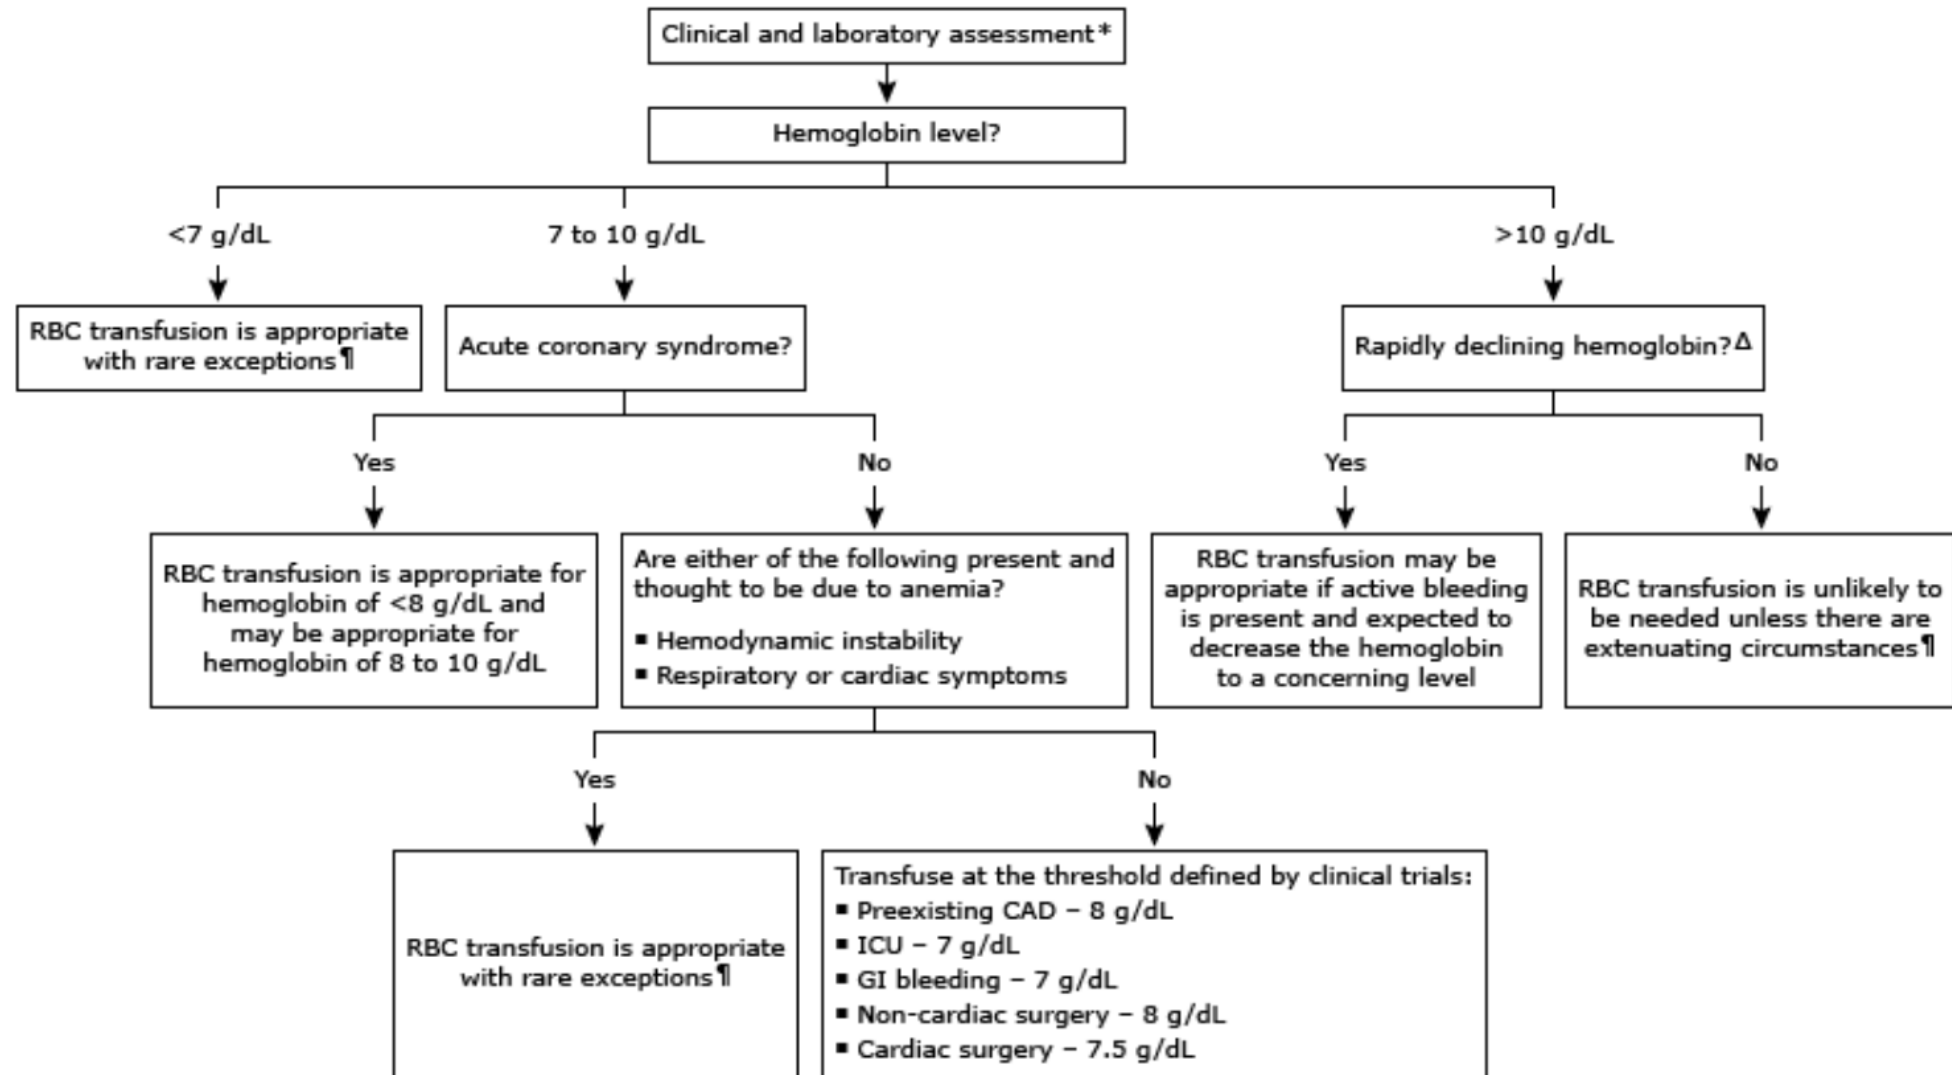 Clinical and laboratory assessment*
Hemoglobin level?
<7 g/dL
7 to 10 g/dL
>10 g/dL
RBC transfusion is appropriate
with rare exceptions¶
Acute coronary syndrome?
Rapidly declining hemoglobin?Δ
Yes
No
Yes
No
RBC transfusion is appropriate for
hemoglobin of <8 g/dL and
may be appropriate for
hemoglobin of 8 to 10 g/dL
Are either of the following present and
thought to be due to anemia?
▪ Hemodynamic instability
▪ Respiratory or cardiac symptoms
RBC transfusion may be
appropriate if active bleeding
is present and expected to
decrease the hemoglobin
to a concerning level
RBC transfusion is unlikely to
be needed unless there are
extenuating circumstances¶
Yes
No
RBC transfusion is appropriate
with rare exceptions¶
Transfuse at the threshold defined by clinical trials:
▪ Preexisting CAD – 8 g/dL
▪ ICU – 7 g/dL
▪ GI bleeding – 7 g/dL
▪ Non-cardiac surgery – 8 g/dL
▪ Cardiac surgery – 7.5 g/dL